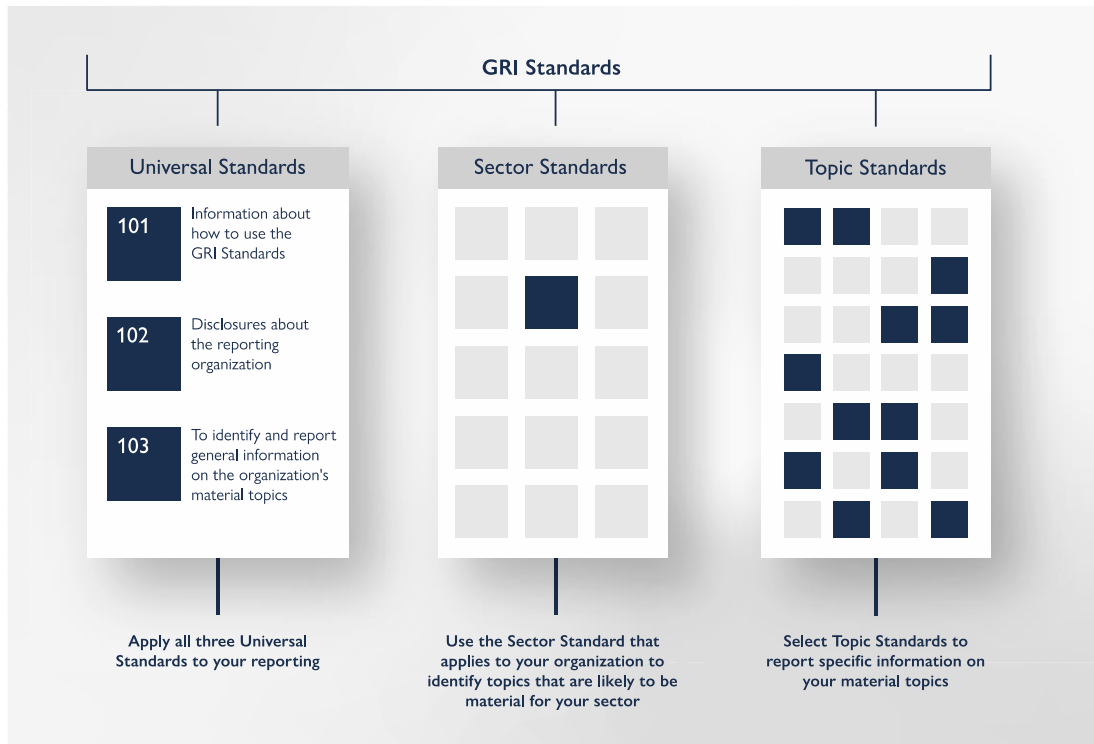 GRI Standards
Universal Standards
101
Information about
how to use the
GRI Standards
102
Disclosures about
the reporting
organization
103
To identify and report
general information
on the organization's
material topics
Apply all three Universal
Standards to your reporting
Sector Standards
Use the Sector Standard that
applies to your organization to
identify topics that are likely to be
material for your sector
Topic Standards
Select Topic Standards to
report specific information on
your material topics